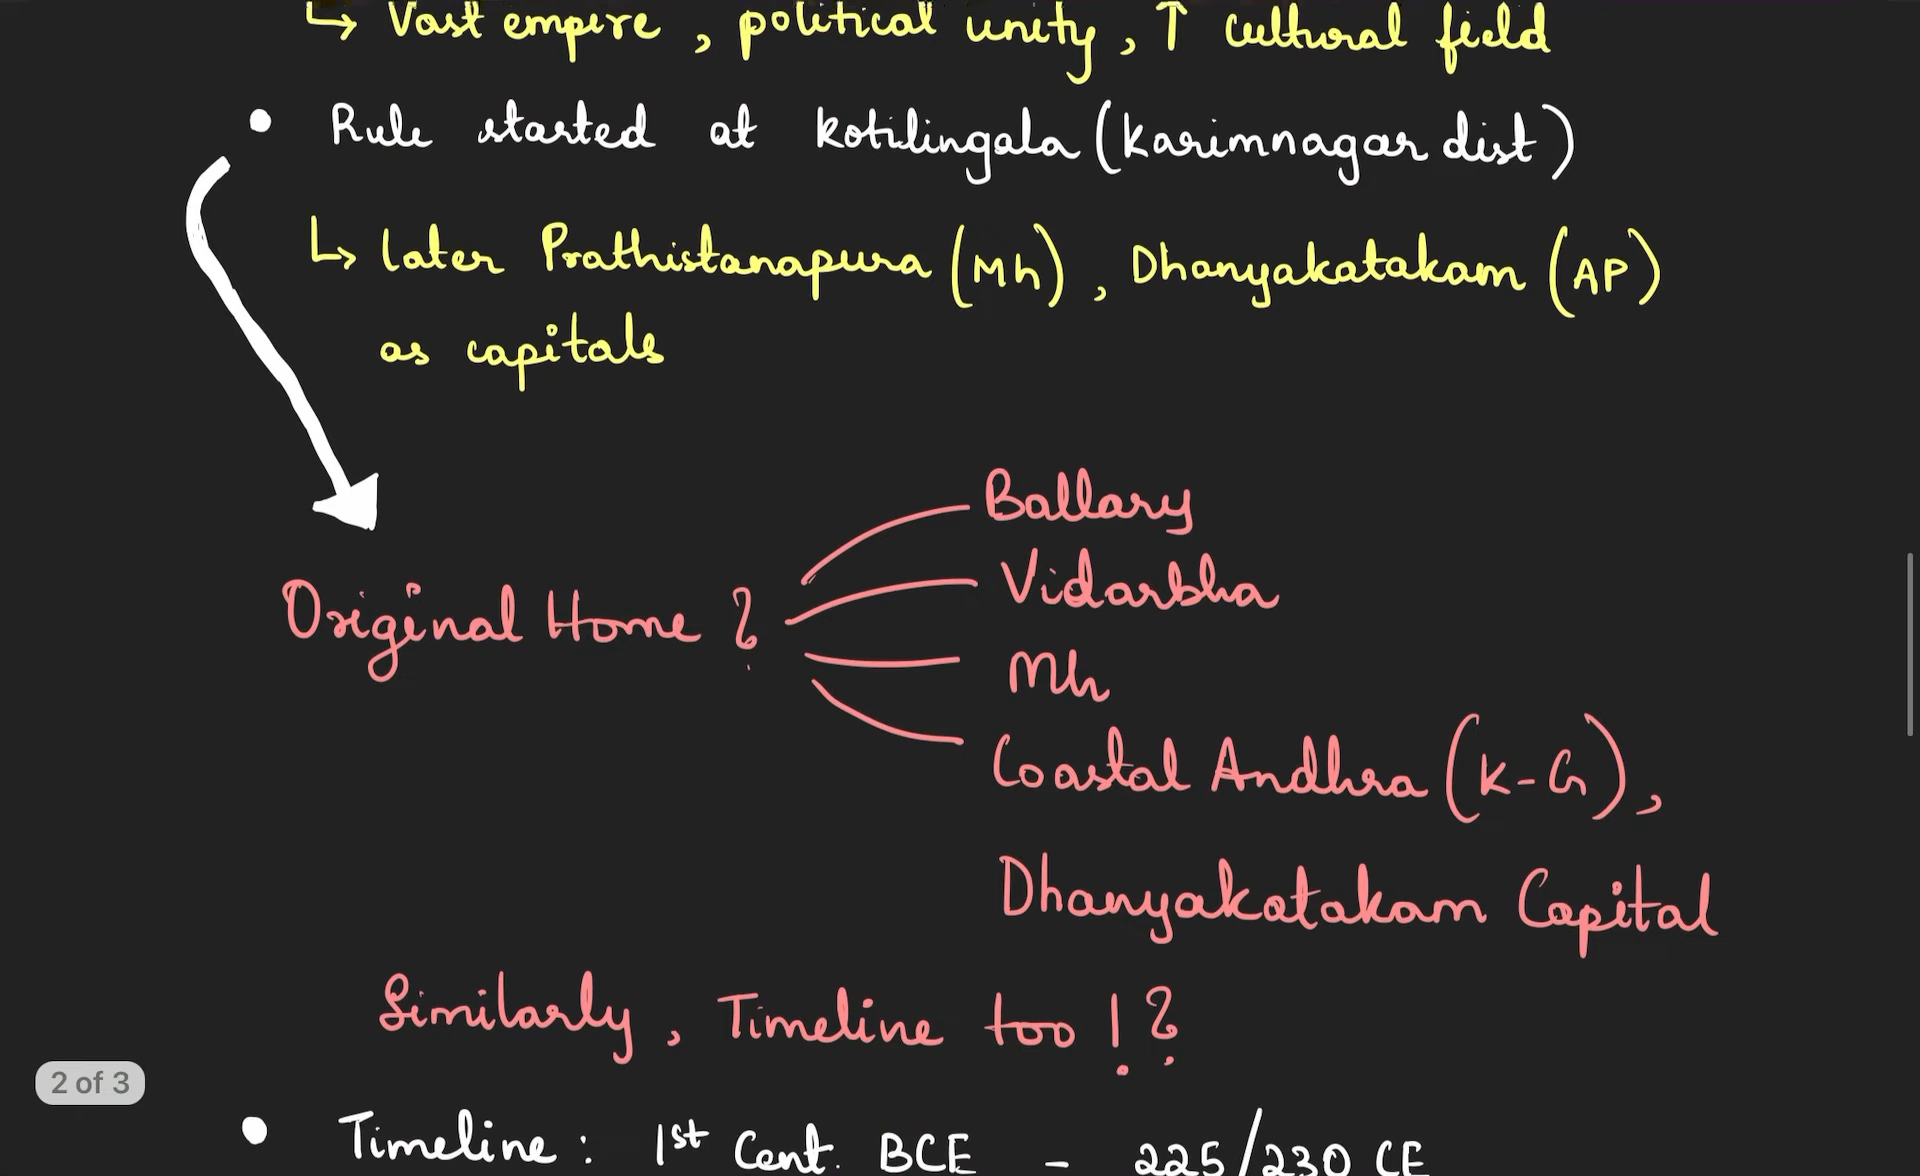 ↳ Vast empire , political unity , ↑ cultural field
• Rule started at Kotilingala (Karimnagar dist)
↳ later Prathistanapura (Mh) , Dhanyakatakam (AP)
as capitals
Ballary
Vidarbha
Original Home ?
Mh
Coastal Andhra (K-G) ,
Dhanyakatakam Capital
Similarly , Timeline too ! ?
2 of 3
• Timeline : 1st Cent. BCE - 225/230 CE